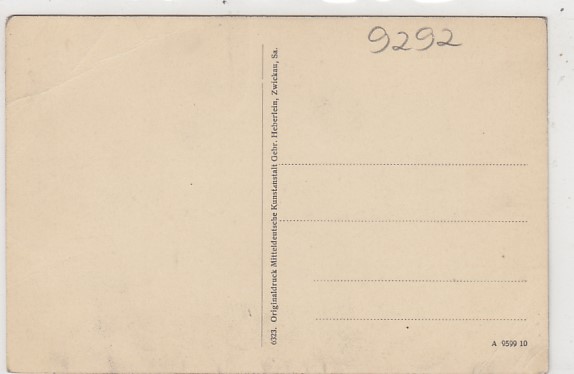 9292
6323. Originaldruck Mitteldeutsche Kunstanstalt Gebr. Heberlein, Zwickau, Sa.
A 9599 10